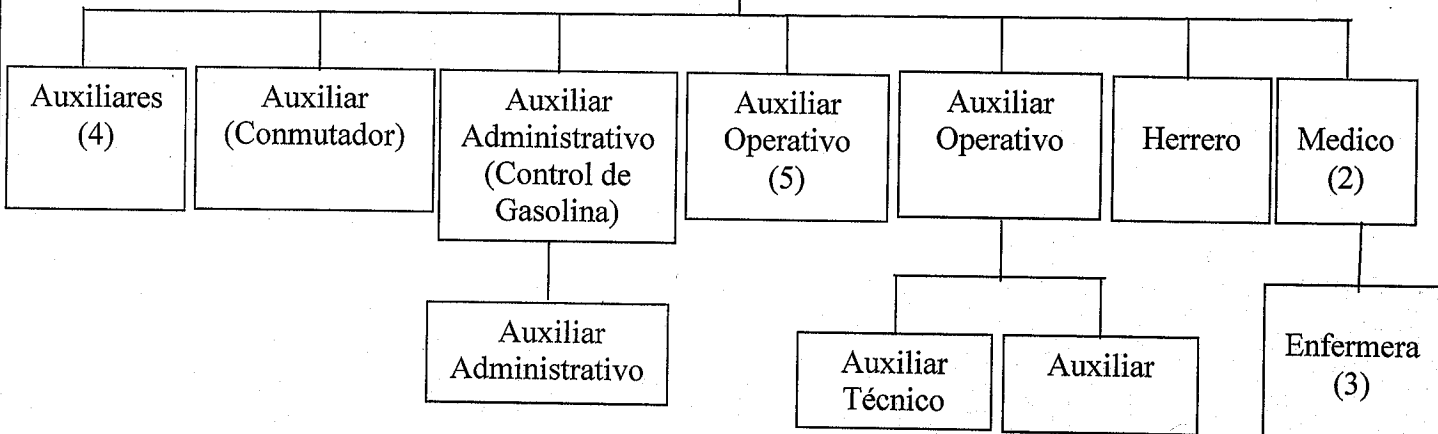 Auxiliares
(4)
Auxiliar
(Conmutador)
Auxiliar
Administrativo
(Control de
Gasolina)
Auxiliar
Operativo
(5)
Auxiliar
Operativo
Herrero
Medico
(2)
Auxiliar
Administrativo
Auxiliar
Técnico
Auxiliar
Enfermera
(3)